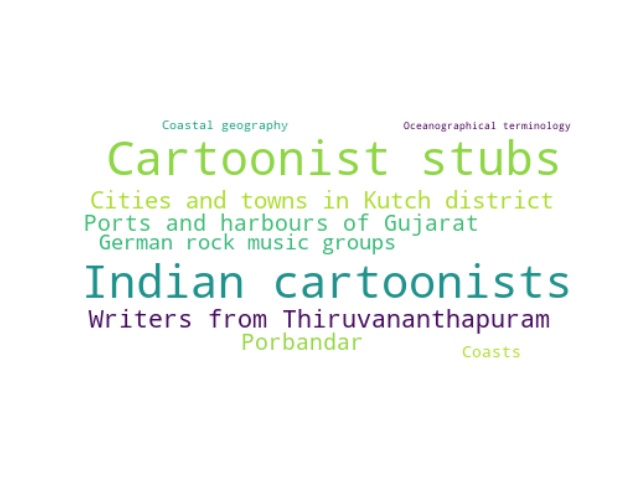 Coastal geography
Oceanographical terminology
Cartoonist stubs
Cities and towns in Kutch district
Ports and harbours of Gujarat
German rock music groups
Indian cartoonists
Writers from Thiruvananthapuram
Porbandar
Coasts